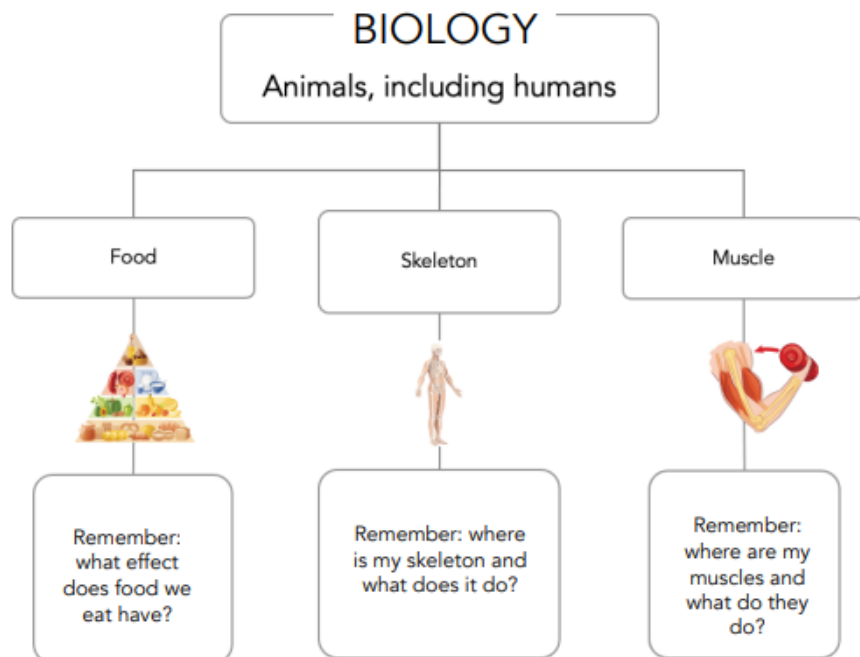 BIOLOGY
Animals, including humans
Food
Skeleton
Muscle
Remember:
what effect
does food we
eat have?
Remember: where
is my skeleton and
what does it do?
Remember:
where are my
muscles and
what do they
do?